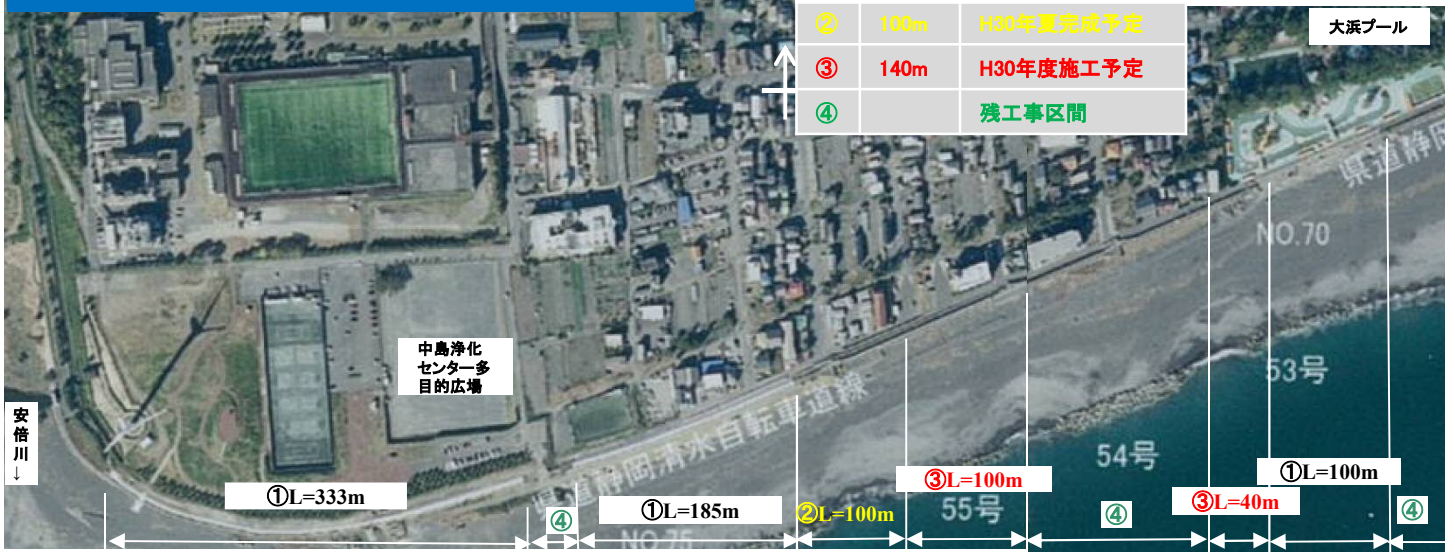 ② 100m H30年夏完成予定
③ 140m H30年度施工予定
④ 残工事区間
大浜プール
県道静岡
NO.70
53号
54号
55号
中島浄化
センター多
目的広場
安倍川↓
県道静岡清水自転車道線
NO.75
①L=333m
④
①L=185m
②L=100m
③L=100m
④
③L=40m
①L=100m
④